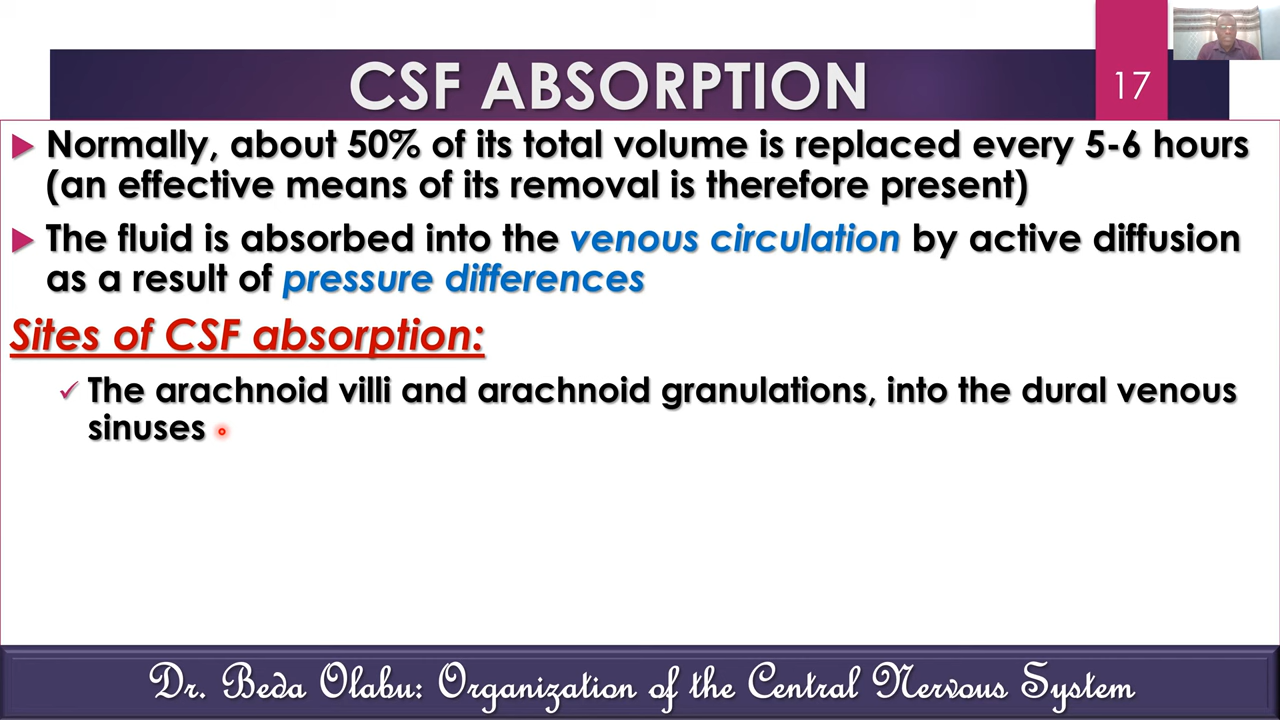 CSF ABSORPTION
17
Normally, about 50% of its total volume is replaced every 5-6 hours
(an effective means of its removal is therefore present)
The fluid is absorbed into the venous circulation by active diffusion
as a result of pressure differences
Sites of CSF absorption:
The arachnoid villi and arachnoid granulations, into the dural venous
sinuses
Dr. Beda Olabu: Organization of the Central Nervous System